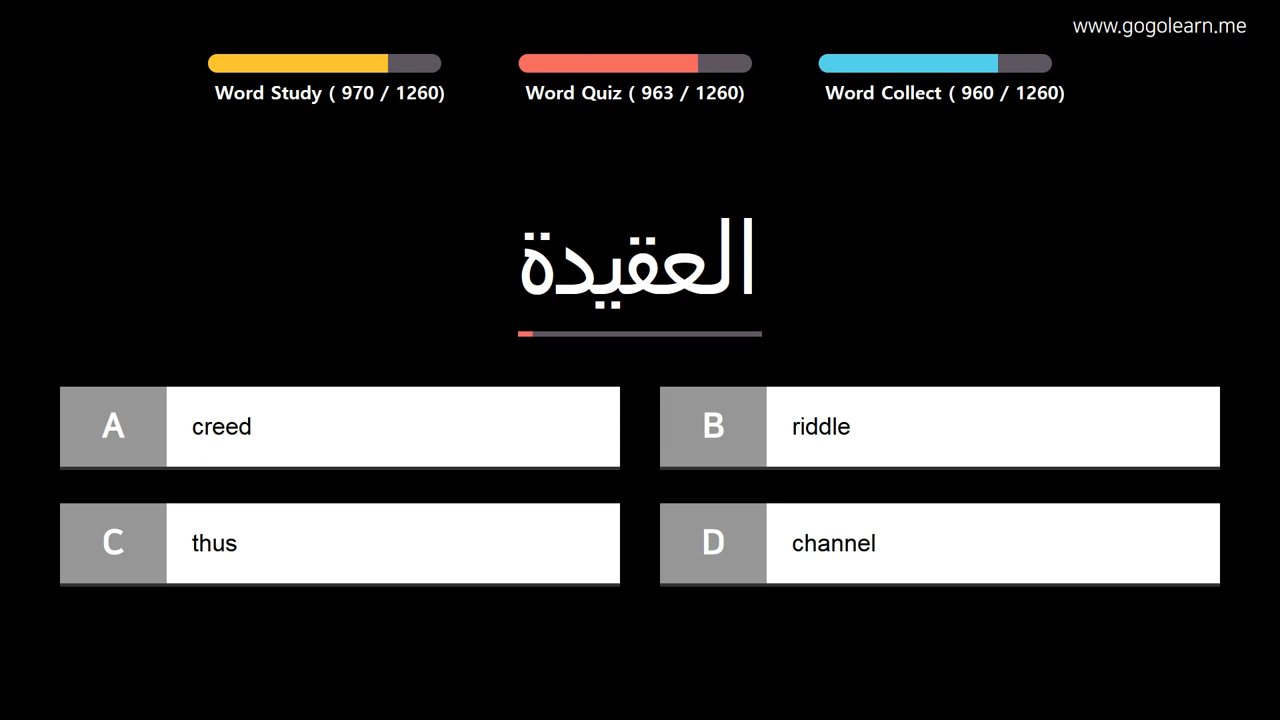 www.gogolearn.me
Word Study ( 970 / 1260)
Word Quiz ( 963 / 1260)
Word Collect ( 960 / 1260)
العقيدة
A creed
B riddle
C thus
D channel